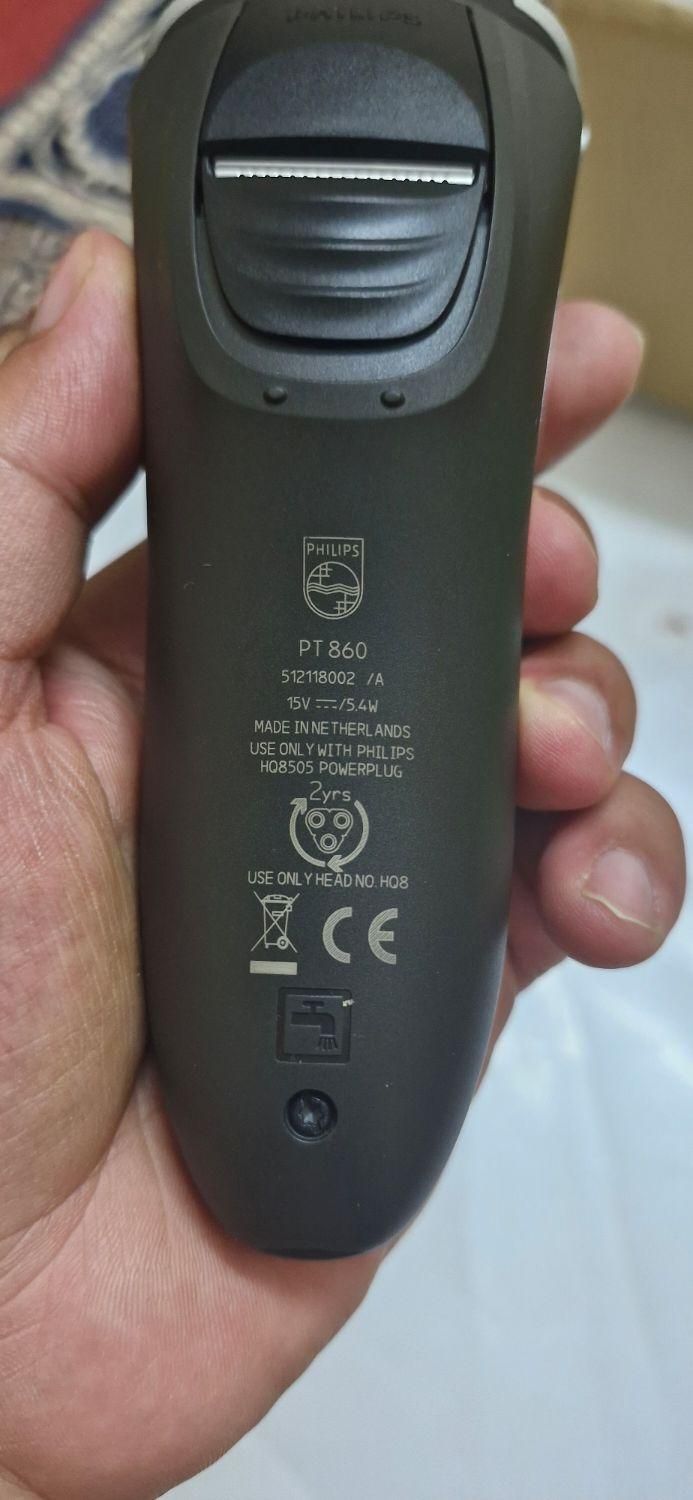 PHILIPS
PT 860
512118002 /A
15V ⎓/5.4W
MADE IN NETHERLANDS
USE ONLY WITH PHILIPS
HQ8505 POWERPLUG
2yrs
USE ONLY HEAD NO. HQ8
CE